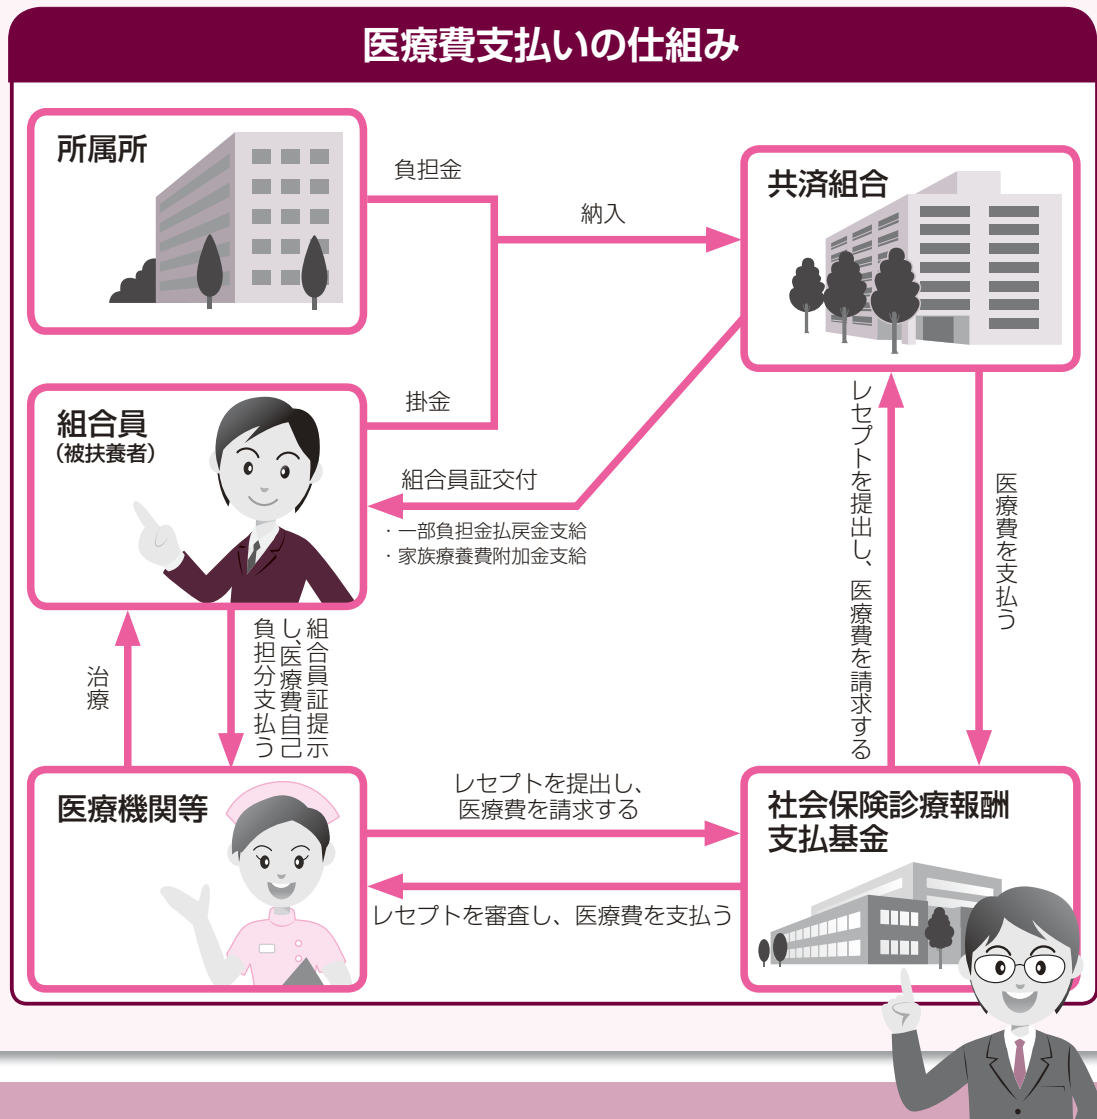 医療費支払いの仕組み
所属所
負担金
納入
共済組合
組合員
（被扶養者）
掛金
組合員証交付
・一部負担金払戻金支給
・家族療養費附加金支給
レセプトを提出し、医療費を請求する
医療費を支払う
治療
組合員証提示
し、医療費自己
負担分支払う
医療機関等
レセプトを提出し、
医療費を請求する
レセプトを審査し、医療費を支払う
社会保険診療報酬
支払基金